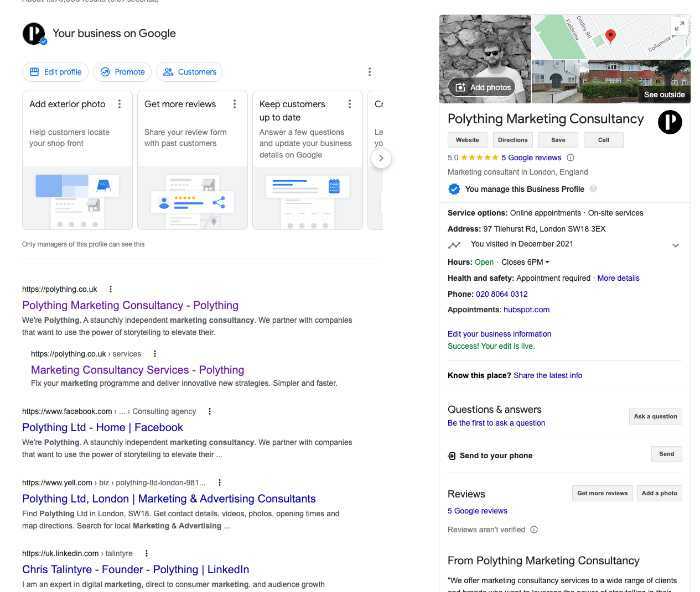 Your business on Google
Edit profile
Promote
Customers
Add exterior photo
Help customers locate
your shop front
Get more reviews
Share your review form
with past customers
Keep customers
up to date
Answer a few questions
and update your business
details on Google
Only managers of this profile can see this
https://polything.co.uk
Polything Marketing Consultancy - Polything
We're Polything. A staunchly independent marketing consultancy. We partner with companies
that want to use the power of storytelling to elevate their.
https://polything.co.uk › services
Marketing Consultancy Services - Polything
Fix your marketing programme and deliver innovative new strategies. Simpler and faster.
https://www.facebook.com › ... › Consulting agency
Polything Ltd - Home | Facebook
We're Polything. A staunchly independent marketing consultancy. We partner with companies
that want to use the power of storytelling to elevate their ...
https://www.yell.com › biz › polything-ltd-london-981...
Polything Ltd, London | Marketing & Advertising Consultants
Find Polything Ltd in London, SW18. Get contact details, videos, photos, opening times and
map directions. Search for local Marketing & Advertising ...
https://uk.linkedin.com › talintyre
Chris Talintyre - Founder - Polything | LinkedIn
I am an expert in digital marketing, direct to consumer marketing, and audience growth
Add photos
See outside
Polything Marketing Consultancy
Website
Directions
Save
Call
5.0 ★★★★★ 5 Google reviews
Marketing consultant in London, England
You manage this Business Profile
Service options: Online appointments · On-site services
Address: 97 Tilehurst Rd, London SW18 3EX
You visited in December 2021
Hours: Open · Closes 6PM
Health and safety: Appointment required · More details
Phone: 020 8064 0312
Appointments: hubspot.com
Edit your business information
Success! Your edit is live.
Know this place? Share the latest info
Questions & answers
Be the first to ask a question
Ask a question
Send to your phone
Send
Reviews
Get more reviews
Add a photo
5 Google reviews
Reviews aren't verified
From Polything Marketing Consultancy
"We offer marketing consultancy services to a wide range of clients